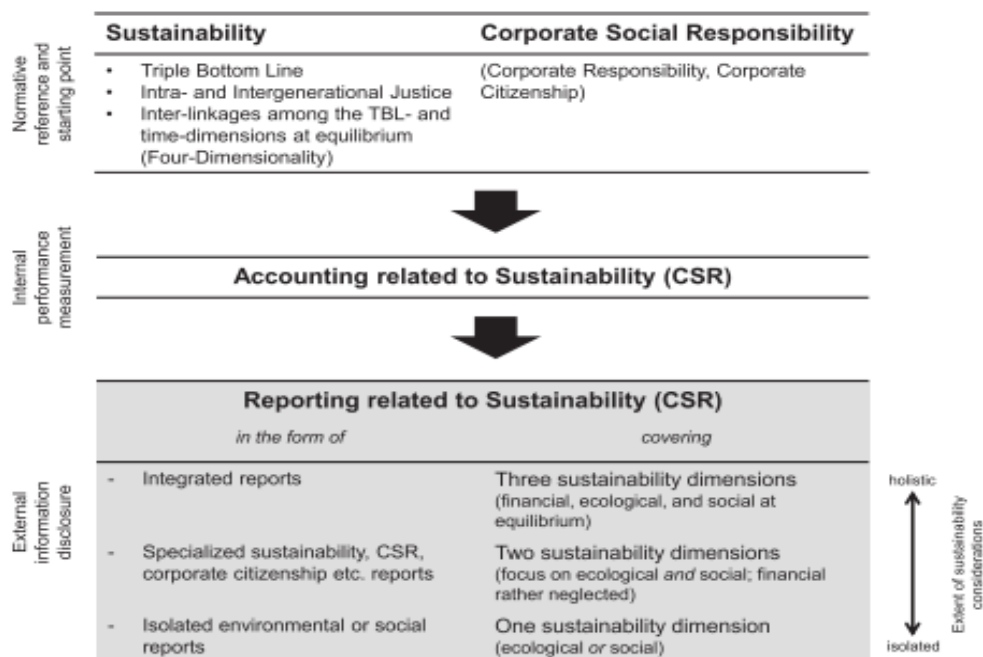 Normative
reference and
starting point
Sustainability
• Triple Bottom Line
• Intra- and Intergenerational Justice
• Inter-linkages among the TBL- and
time-dimensions at equilibrium
(Four-Dimensionality)
Corporate Social Responsibility
(Corporate Responsibility, Corporate
Citizenship)
Internal
performance
measurement
Accounting related to Sustainability (CSR)
External
information
disclosure
Reporting related to Sustainability (CSR)
in the form of
covering
- Integrated reports
Three sustainability dimensions
(financial, ecological, and social at
equilibrium)
- Specialized sustainability, CSR,
corporate citizenship etc. reports
Two sustainability dimensions
(focus on ecological and social; financial
rather neglected)
- Isolated environmental or social
reports
One sustainability dimension
(ecological or social)
holistic
isolated
Extent of sustainability
considerations